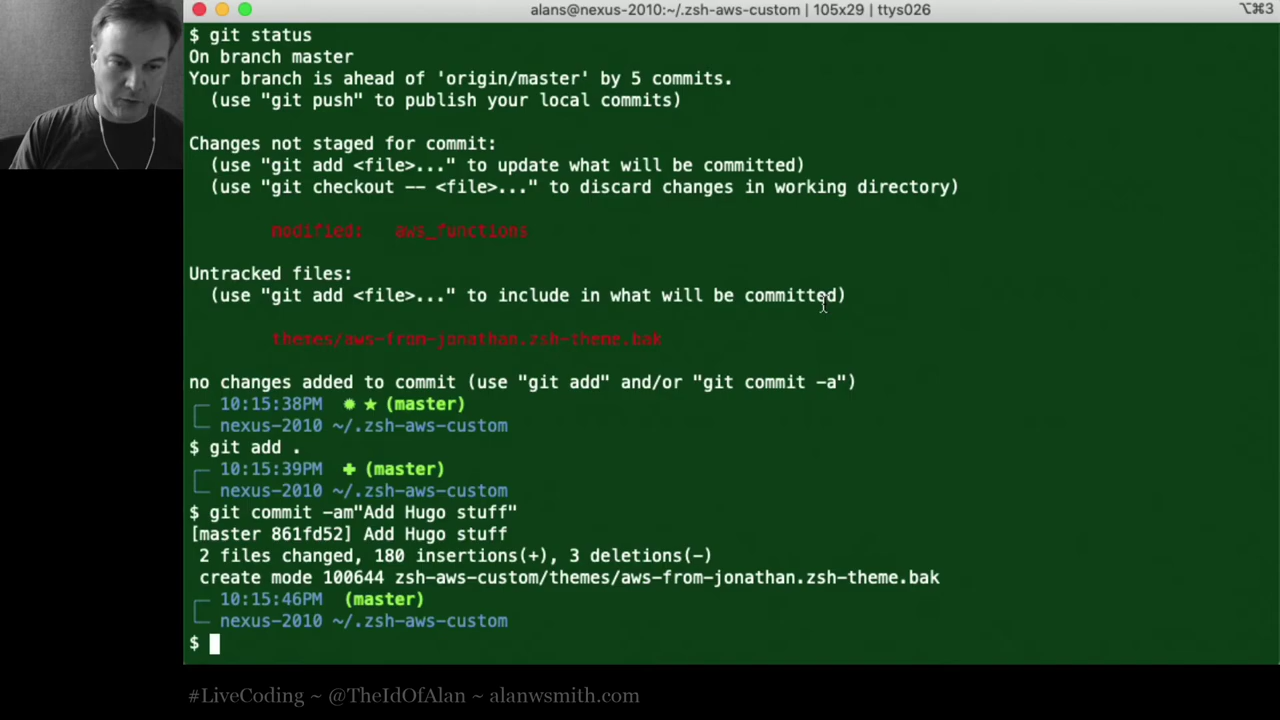 alans@nexus-2010:~/.zsh-aws-custom | 105x29 | ttys026
⌥⌘3
$ git status
On branch master
Your branch is ahead of 'origin/master' by 5 commits.
(use "git push" to publish your local commits)
Changes not staged for commit:
(use "git add <file>..." to update what will be committed)
(use "git checkout -- <file>..." to discard changes in working directory)
modified:   aws_functions
Untracked files:
(use "git add <file>..." to include in what will be committed)
themes/aws-from-jonathan.zsh-theme.bak
no changes added to commit (use "git add" and/or "git commit -a")
10:15:38PM ✹ ★ (master)
nexus-2010 ~/.zsh-aws-custom
$ git add .
10:15:39PM ✚ (master)
nexus-2010 ~/.zsh-aws-custom
$ git commit -am"Add Hugo stuff"
[master 861fd52] Add Hugo stuff
2 files changed, 180 insertions(+), 3 deletions(-)
create mode 100644 zsh-aws-custom/themes/aws-from-jonathan.zsh-theme.bak
10:15:46PM (master)
nexus-2010 ~/.zsh-aws-custom
$
#LiveCoding ~ @TheIdOfAlan ~ alanwsmith.com